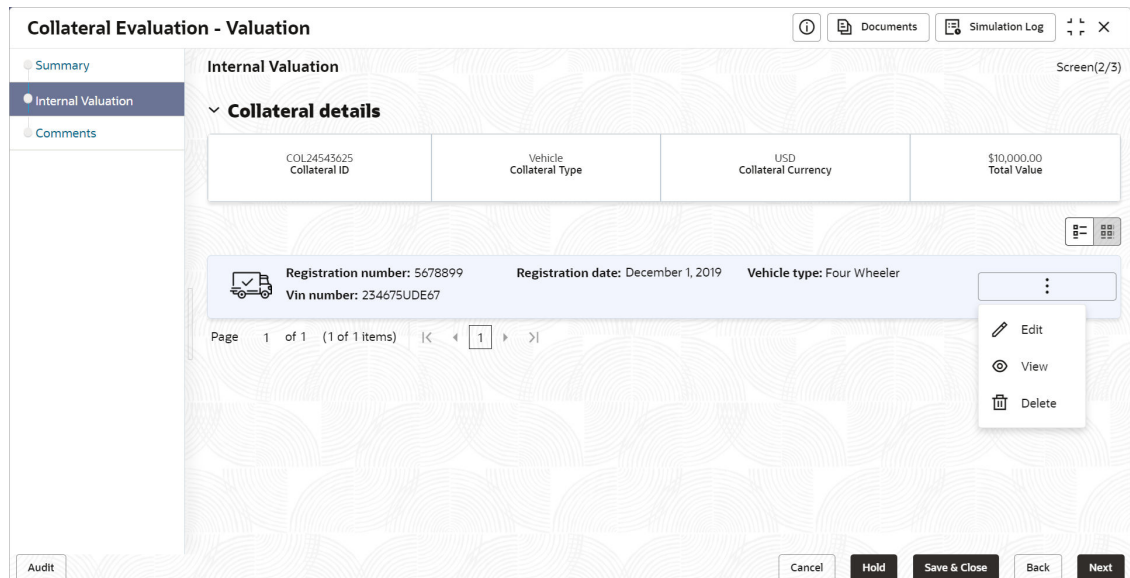 Collateral Evaluation - Valuation
Documents
Simulation Log
Summary
Internal Valuation
Comments
Internal Valuation
Screen(2/3)
Collateral details
COL24543625
Collateral ID
Vehicle
Collateral Type
USD
Collateral Currency
$10,000.00
Total Value
Registration number: 5678899
Registration date: December 1, 2019
Vehicle type: Four Wheeler
Vin number: 234675UDE67
Page 1 of 1 (1 of 1 items) 1
Edit
View
Delete
Audit
Cancel
Hold
Save & Close
Back
Next